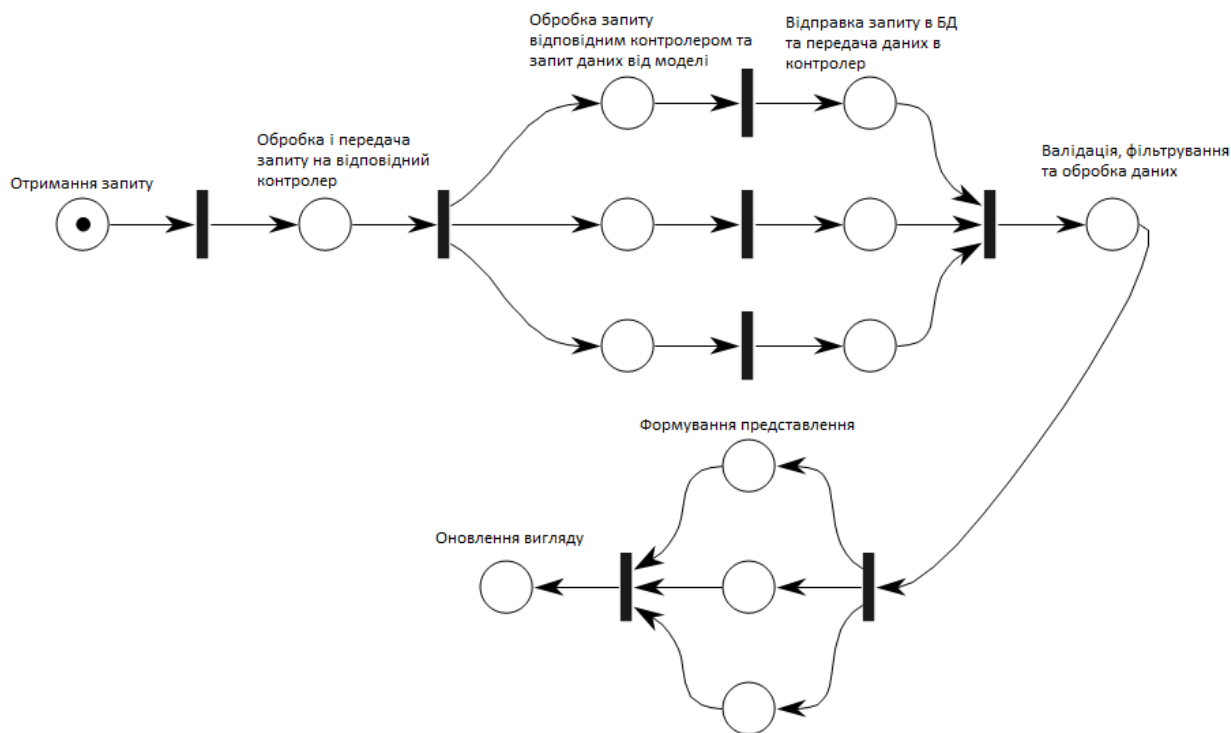 Отримання запиту
Обробка і передача
запиту на відповідний
контролер
Обробка запиту
відповідним контролером та
запит даних від моделі
Відправка запиту в БД
та передача даних в
контролер
Валідація, фільтрування
та обробка даних
Формування представлення
Оновлення вигляду